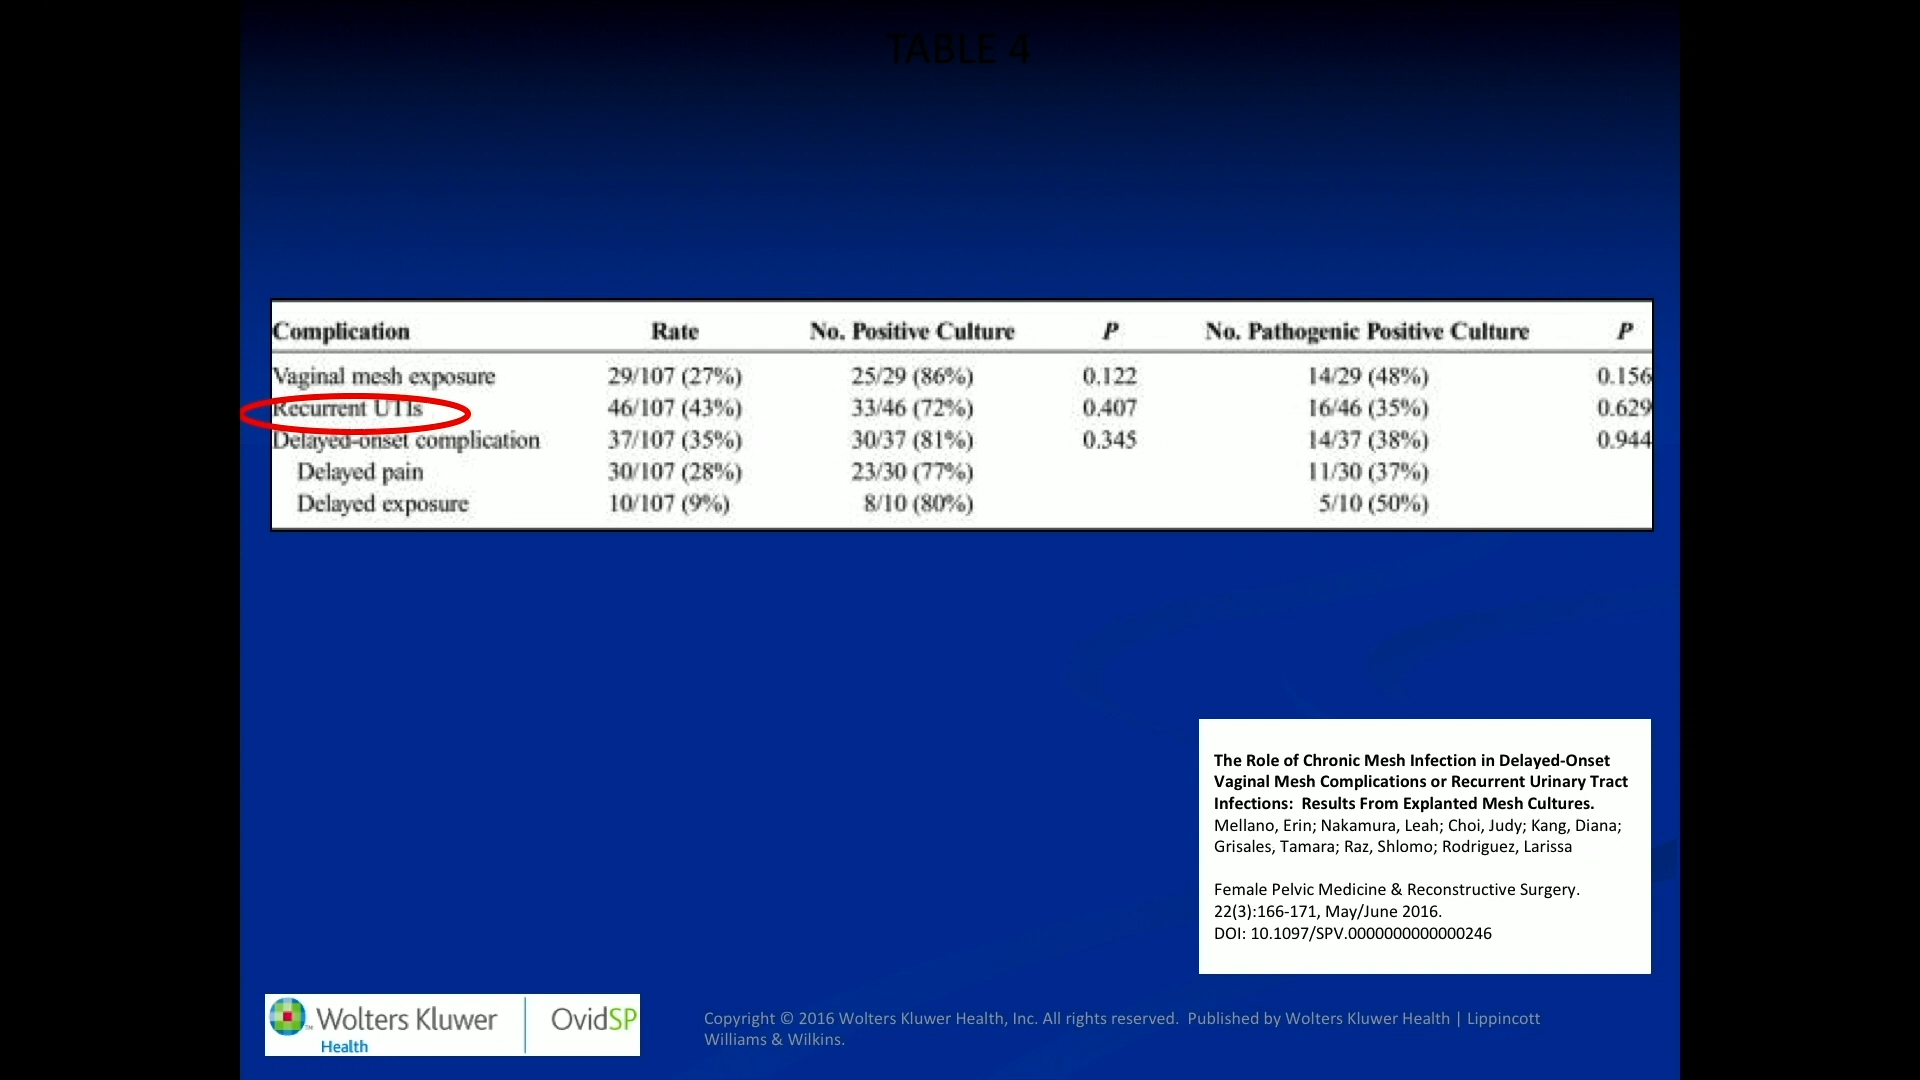 TABLE 4
Complication Rate No. Positive Culture P No. Pathogenic Positive Culture P
Vaginal mesh exposure 29/107 (27%) 25/29 (86%) 0.122 14/29 (48%) 0.156
Recurrent UTIs 46/107 (43%) 33/46 (72%) 0.407 16/46 (35%) 0.629
Delayed-onset complication 37/107 (35%) 30/37 (81%) 0.345 14/37 (38%) 0.944
Delayed pain 30/107 (28%) 23/30 (77%) 11/30 (37%)
Delayed exposure 10/107 (9%) 8/10 (80%) 5/10 (50%)
The Role of Chronic Mesh Infection in Delayed-Onset
Vaginal Mesh Complications or Recurrent Urinary Tract
Infections: Results From Explanted Mesh Cultures.
Mellano, Erin; Nakamura, Leah; Choi, Judy; Kang, Diana;
Grisales, Tamara; Raz, Shlomo; Rodriguez, Larissa
Female Pelvic Medicine & Reconstructive Surgery.
22(3):166-171, May/June 2016.
DOI: 10.1097/SPV.0000000000000246
Wolters Kluwer OvidSP
Health
Copyright © 2016 Wolters Kluwer Health, Inc. All rights reserved. Published by Wolters Kluwer Health | Lippincott
Williams & Wilkins.